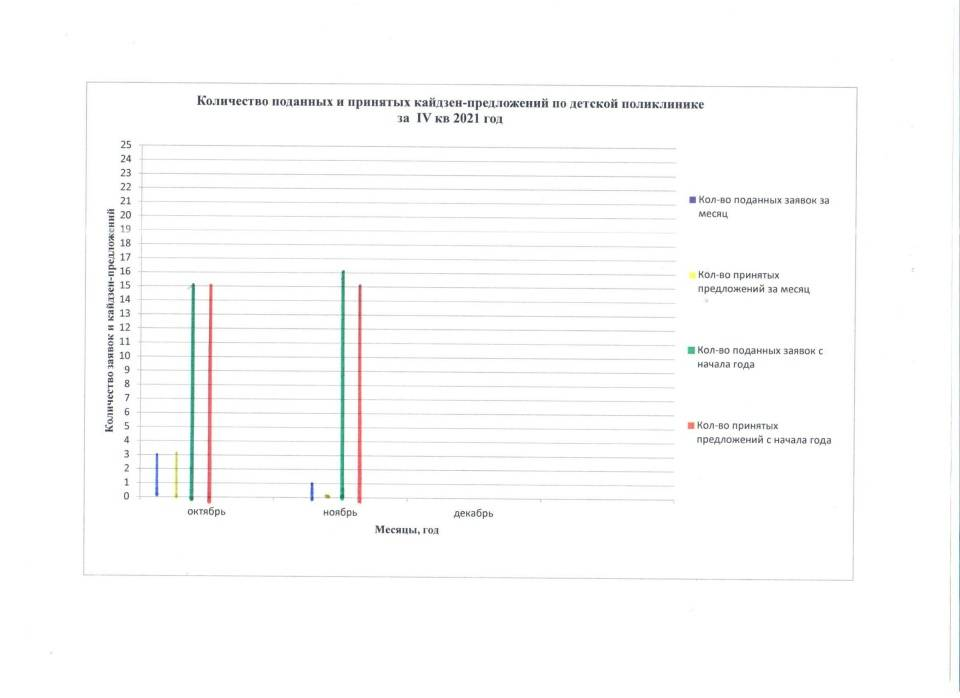 Количество поданных и принятых кайдзен-предложений по детской поликлинике
за IV кв 2021 год
Количество заявок и кайдзен-предложений
25
24
23
22
21
20
19
18
17
16
15
14
13
12
11
10
9
8
7
6
5
4
3
2
1
0
октябрь
ноябрь
декабрь
Месяцы, год
Кол-во поданных заявок за
месяц
Кол-во принятых
предложений за месяц
Кол-во поданных заявок с
начала года
Кол-во принятых
предложений с начала года